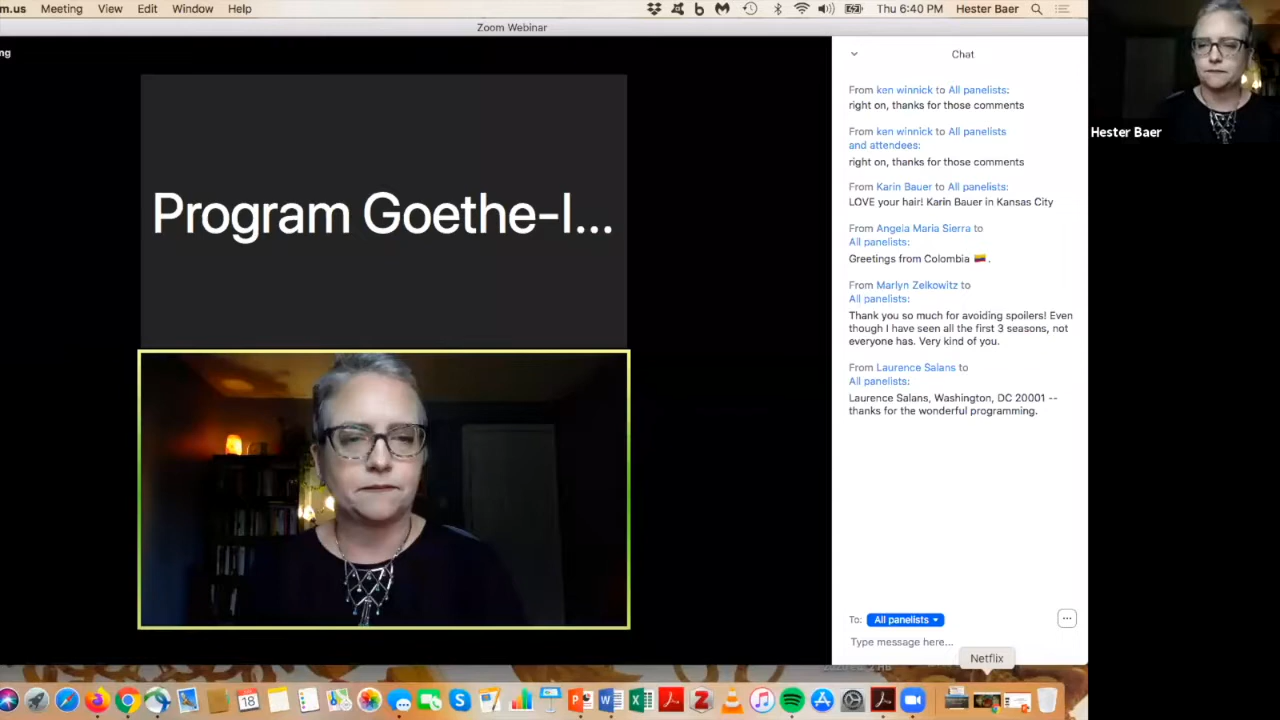 m.us Meeting View Edit Window Help Thu 6:40 PM Hester Baer
Zoom Webinar
ng
Chat
From ken winnick to All panelists:
right on, thanks for those comments
From ken winnick to All panelists
and attendees:
right on, thanks for those comments
From Karin Bauer to All panelists:
LOVE your hair! Karin Bauer in Kansas City
From Angela Maria Sierra to
All panelists:
Greetings from Colombia 🇨🇴 .
From Marlyn Zelkowitz to
All panelists:
Thank you so much for avoiding spoilers! Even
though I have seen all the first 3 seasons, not
everyone has. Very kind of you.
From Laurence Salans to
All panelists:
Laurence Salans, Washington, DC 20001 --
thanks for the wonderful programming.
Program Goethe-I...
Hester Baer
To: All panelists
Type message here...
Netflix
18